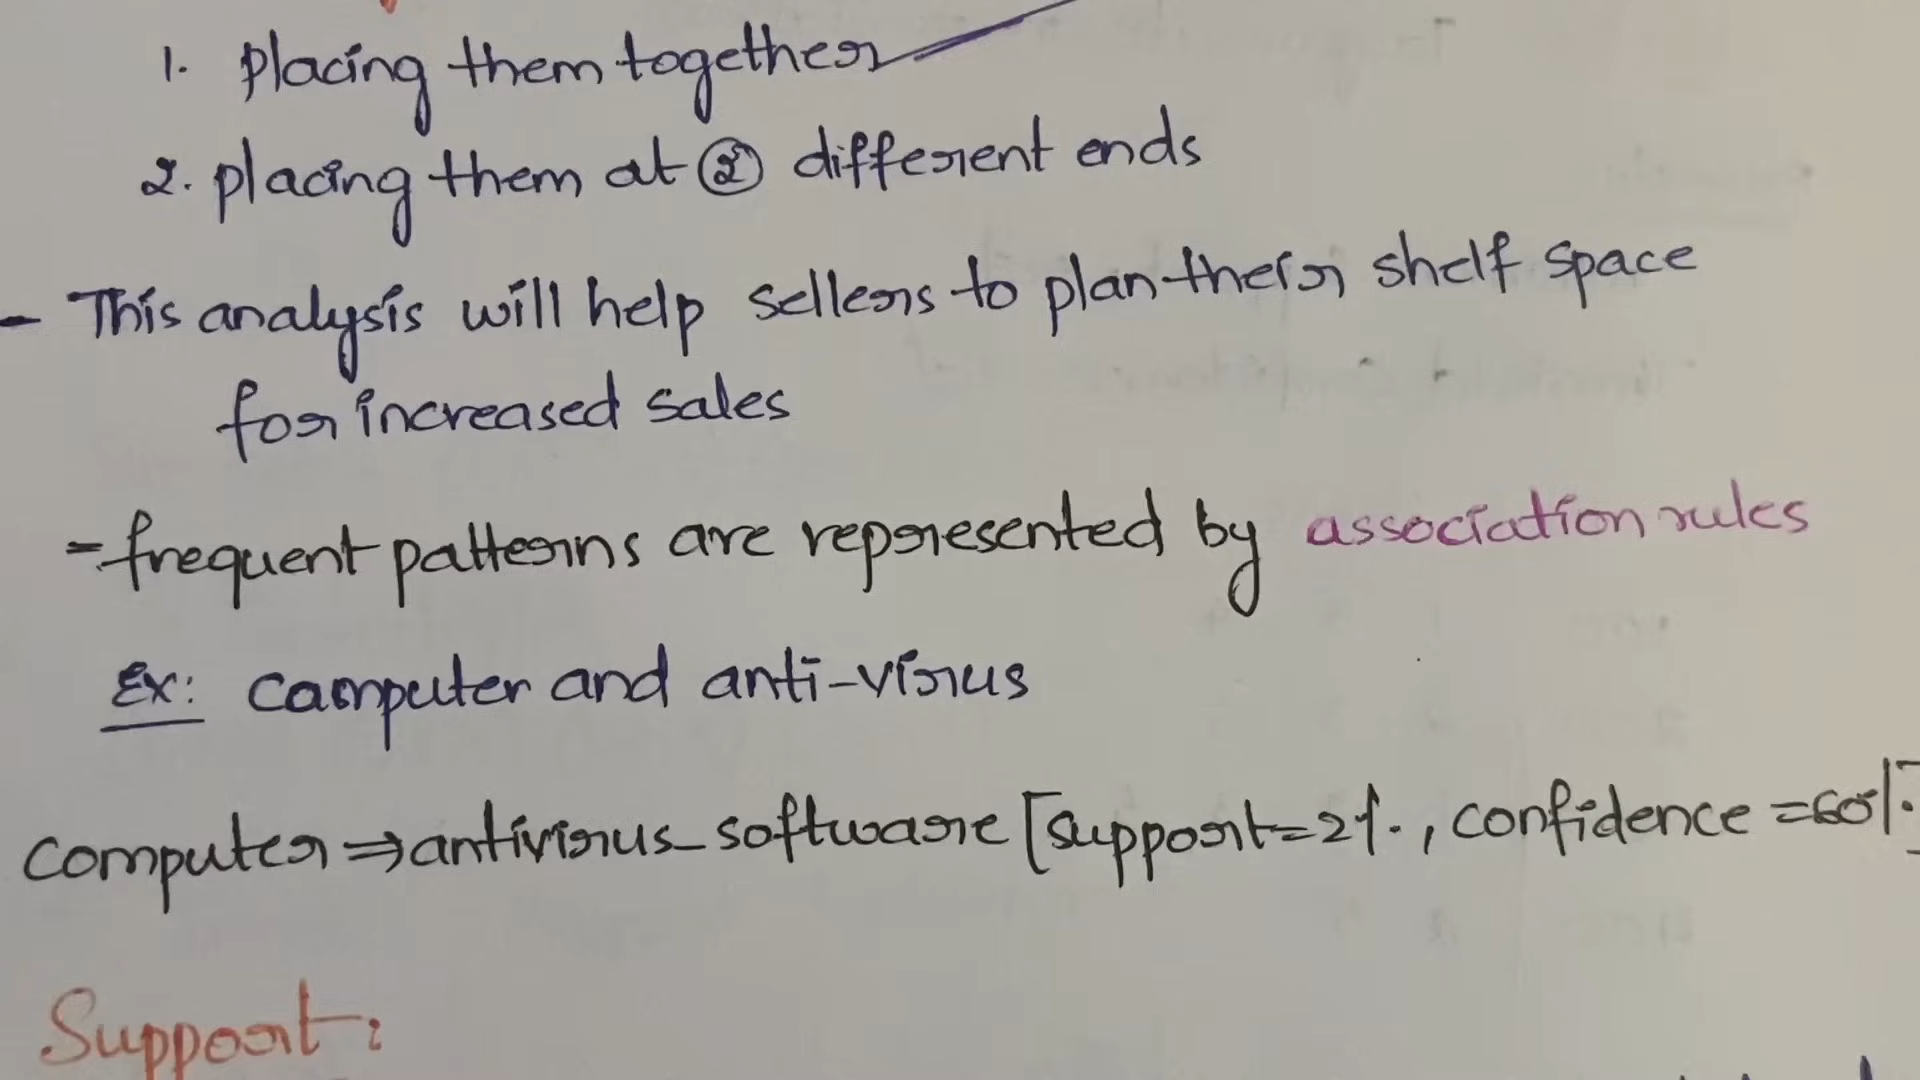 1. placing them together
2. placing them at ② different ends
- This analysis will help sellers to plan their shelf space
for increased sales
- frequent patterns are represented by association rules
Ex: computer and anti-virus
computer ⇒ antivirus_software [support=2%., confidence = 60%.]
Support: